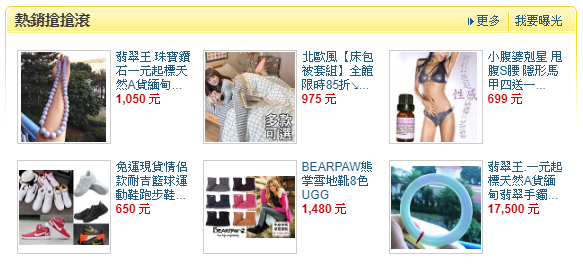 熱銷搶搶滾
更多
我要曝光
翡翠王.珠寶鑽
石一元起標天
然A貨緬甸...
1,050 元
北歐風【床包
被套組】全館
限時85折↘...
975 元
多款
可選
小腹婆剋星 甩
腹S腰 隱形馬
甲四送一...
699 元
性感
免運現貨情侶
款耐吉籃球運
動鞋跑步鞋...
650 元
BEARPAW熊
掌雪地靴8色
UGG
1,480 元
BEARPAW
翡翠王.一元起
標天然A貨緬
甸翡翠手鐲...
17,500 元